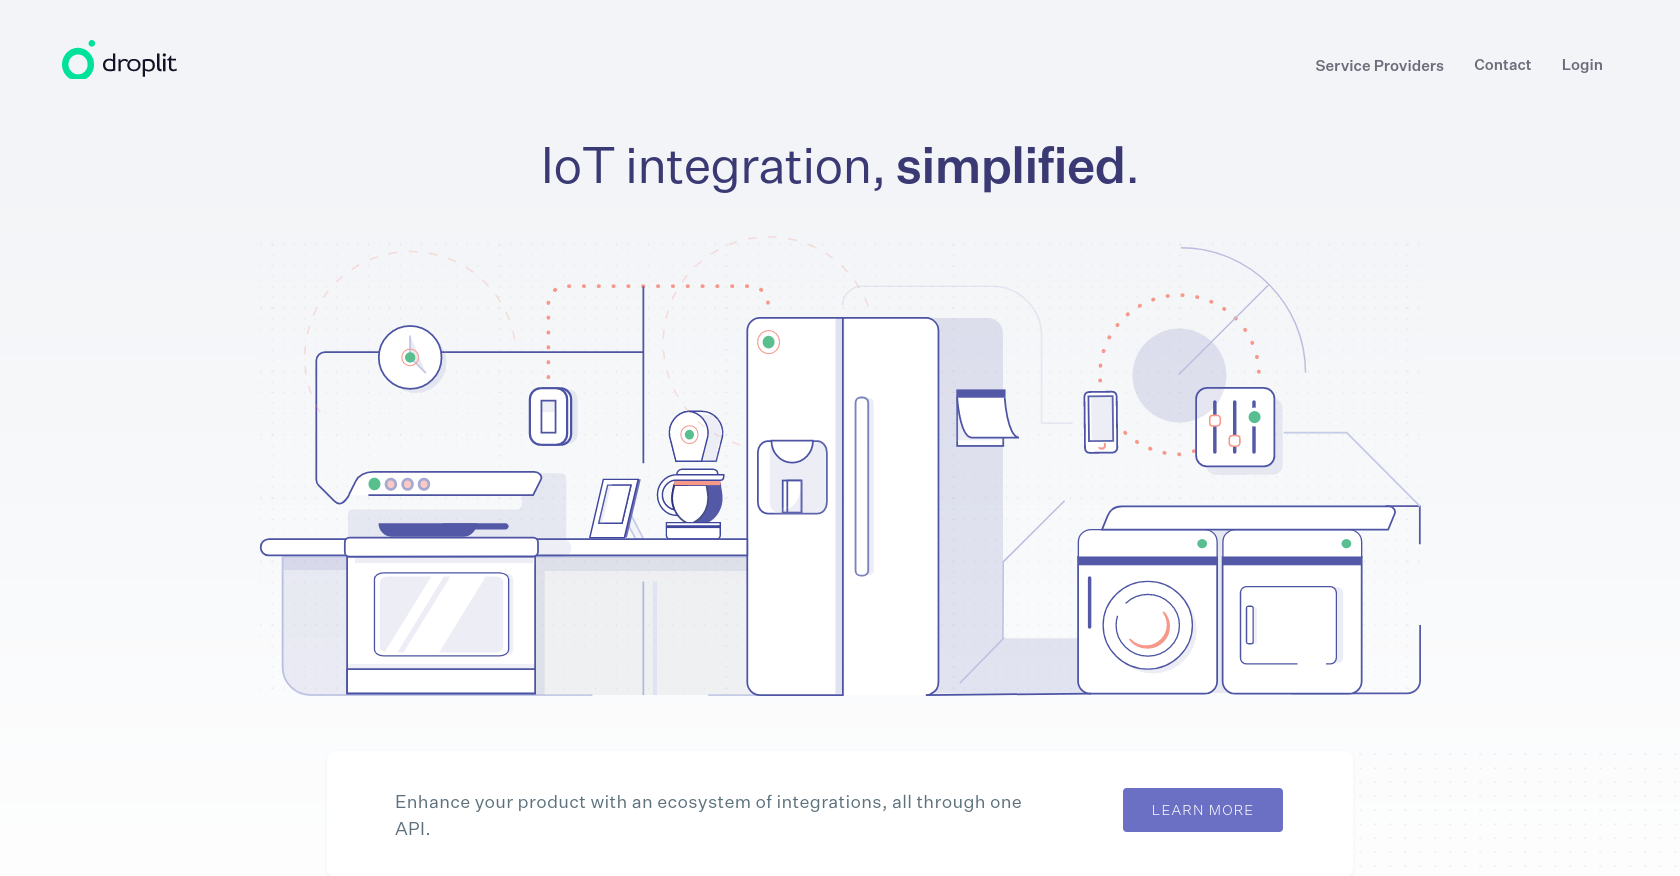 droplit
Service Providers
Contact
Login
IoT integration, simplified.
Enhance your product with an ecosystem of integrations, all through one
API.
LEARN MORE